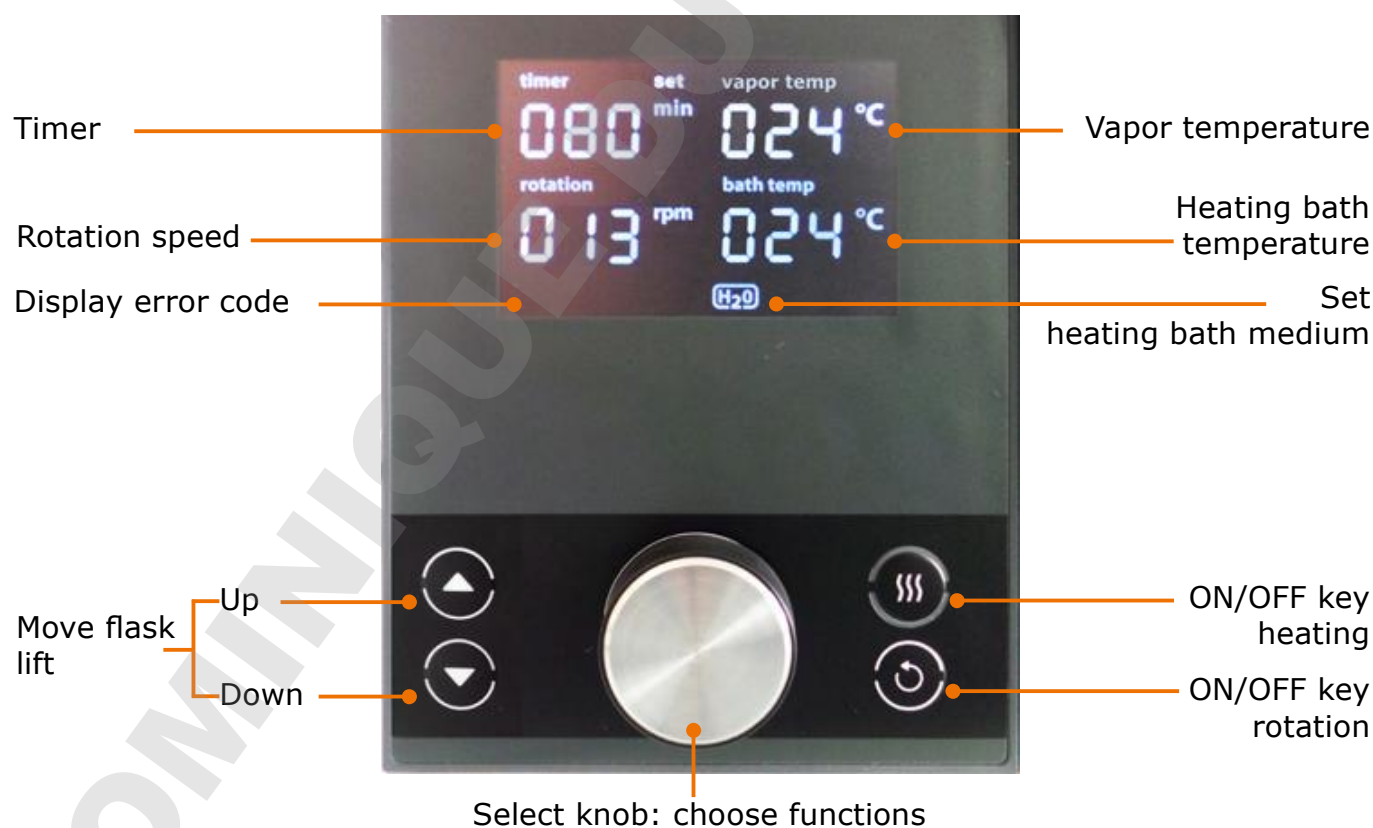 timer set vapor temp
080 min 024 °C
rotation bath temp
013 rpm 024 °C
H₂O
Timer
Rotation speed
Display error code
Move flask
lift
Up
Down
Vapor temperature
Heating bath
temperature
Set
heating bath medium
ON/OFF key
heating
ON/OFF key
rotation
Select knob: choose functions